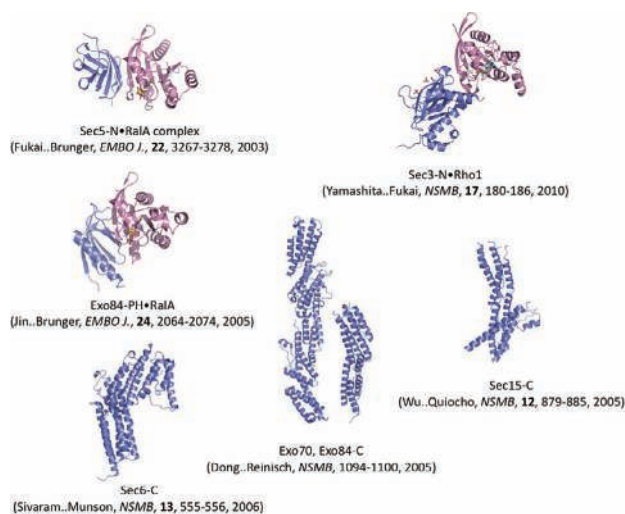 Sec5-N•RalA complex
(Fukai..Brunger, EMBO J., 22, 3267-3278, 2003)
Sec3-N•Rho1
(Yamashita..Fukai, NSMB, 17, 180-186, 2010)
Exo84-PH•RalA
(Jin..Brunger, EMBO J., 24, 2064-2074, 2005)
Sec15-C
(Wu..Quiocho, NSMB, 12, 879-885, 2005)
Exo70, Exo84-C
(Dong..Reinisch, NSMB, 1094-1100, 2005)
Sec6-C
(Sivaram..Munson, NSMB, 13, 555-556, 2006)